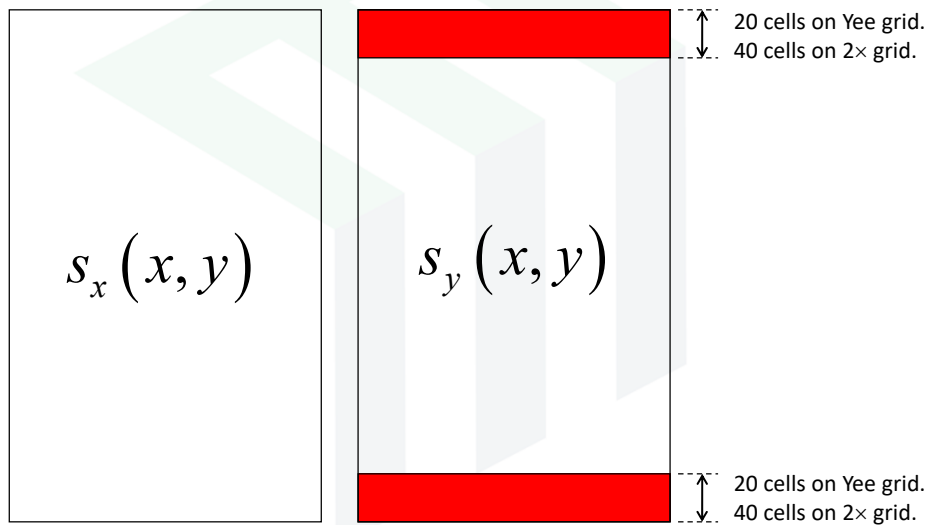 20 cells on Yee grid.
40 cells on 2× grid.
s_x(x, y)
s_y(x, y)
20 cells on Yee grid.
40 cells on 2× grid.